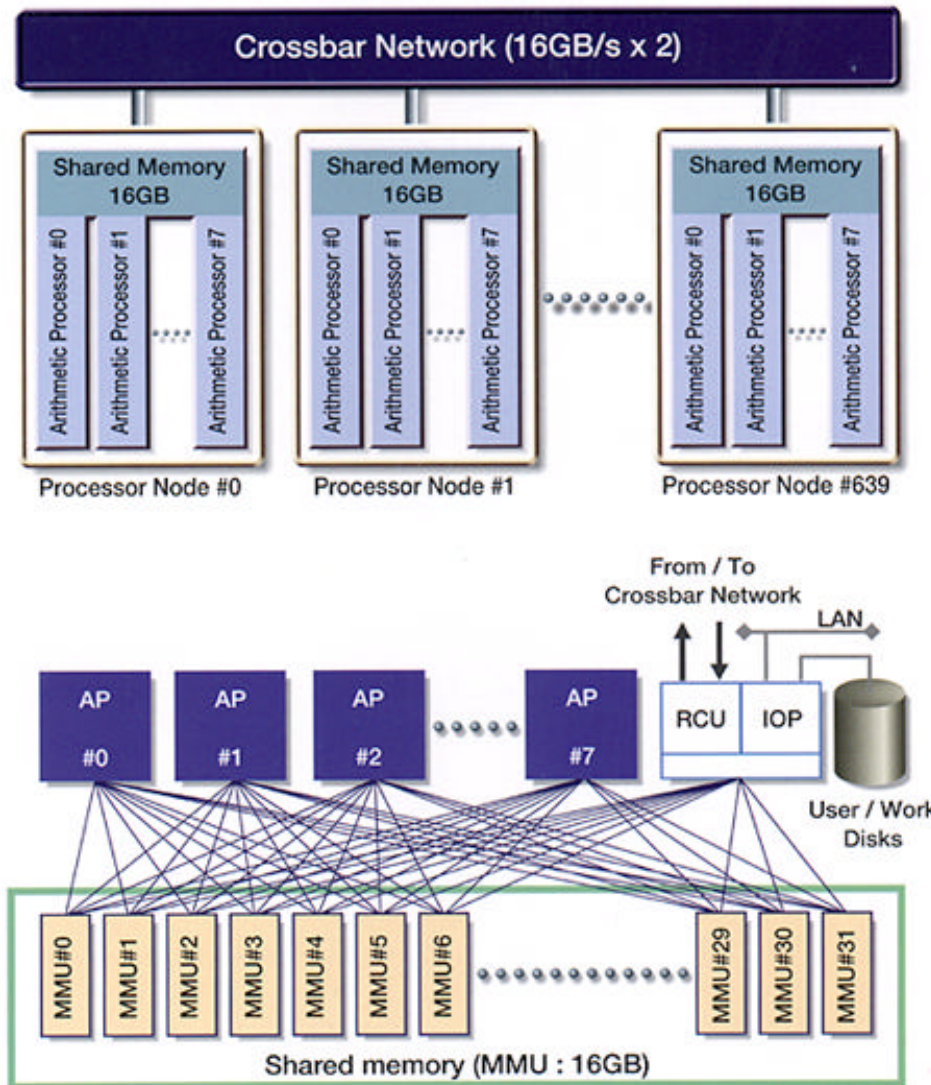 Crossbar Network (16GB/s x 2)
Shared Memory
16GB
Arithmetic Processor #0
Arithmetic Processor #1
Arithmetic Processor #7
Processor Node #0
Shared Memory
16GB
Arithmetic Processor #0
Arithmetic Processor #1
Arithmetic Processor #7
Processor Node #1
Shared Memory
16GB
Arithmetic Processor #0
Arithmetic Processor #1
Arithmetic Processor #7
Processor Node #639
From / To
Crossbar Network
LAN
AP
#0
AP
#1
AP
#2
AP
#7
RCU
IOP
User / Work
Disks
MMU#0
MMU#1
MMU#2
MMU#3
MMU#4
MMU#5
MMU#6
MMU#29
MMU#30
MMU#31
Shared memory (MMU : 16GB)